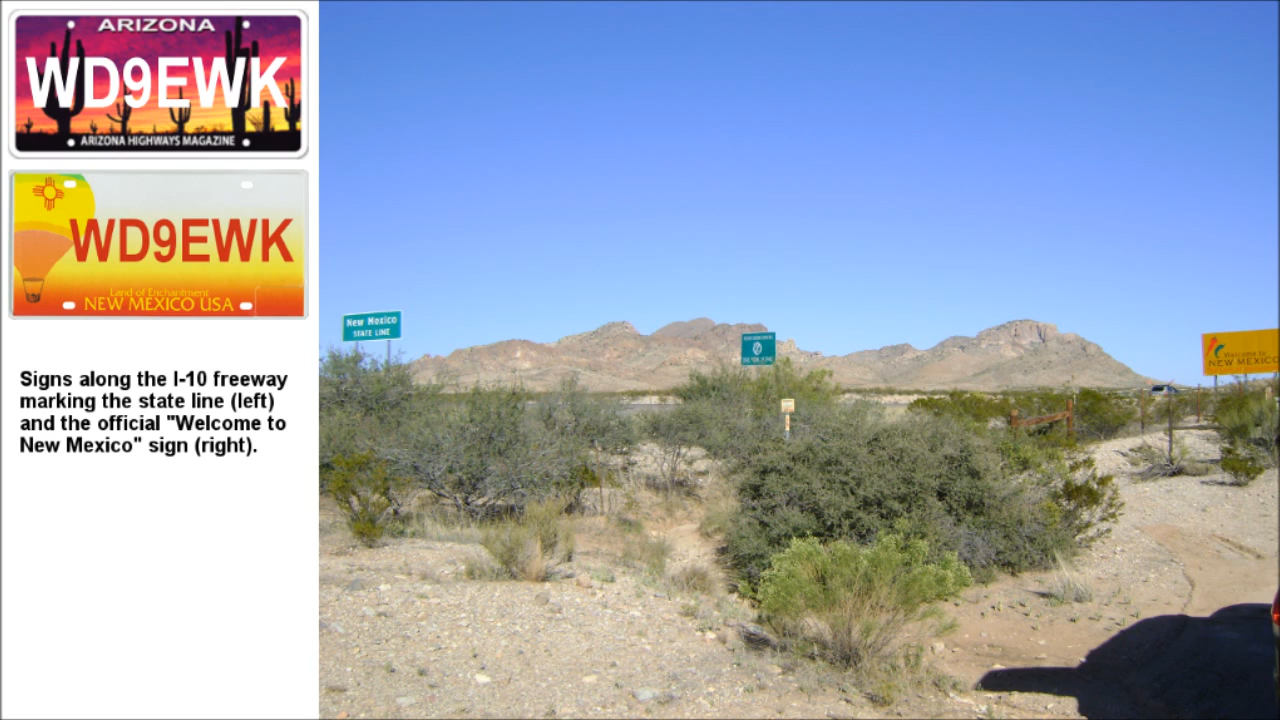 ARIZONA
WD9EWK
ARIZONA HIGHWAYS MAGAZINE
WD9EWK
Land of Enchantment
NEW MEXICO USA
Signs along the I-10 freeway
marking the state line (left)
and the official "Welcome to
New Mexico" sign (right).
New Mexico
STATE LINE
Welcome to
NEW MEXICO